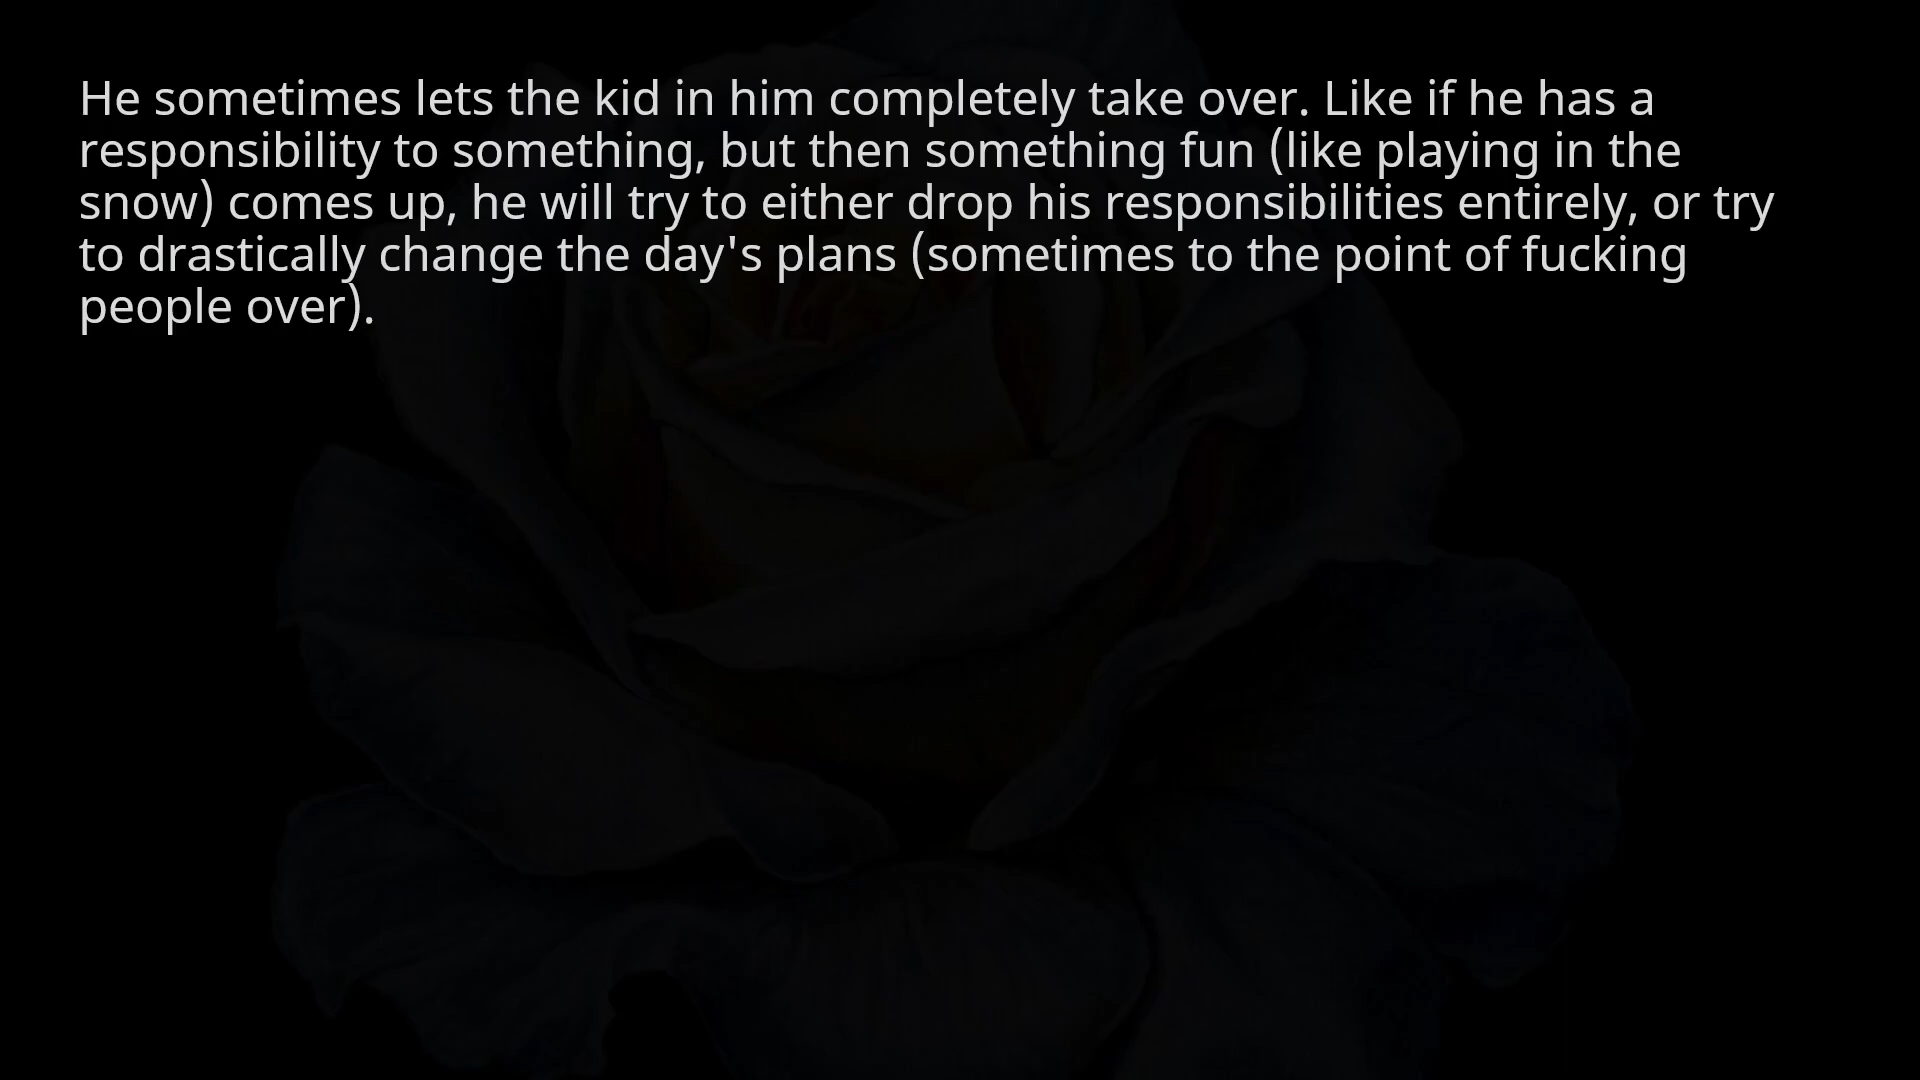 He sometimes lets the kid in him completely take over. Like if he has a
responsibility to something, but then something fun (like playing in the
snow) comes up, he will try to either drop his responsibilities entirely, or try
to drastically change the day's plans (sometimes to the point of fucking
people over).